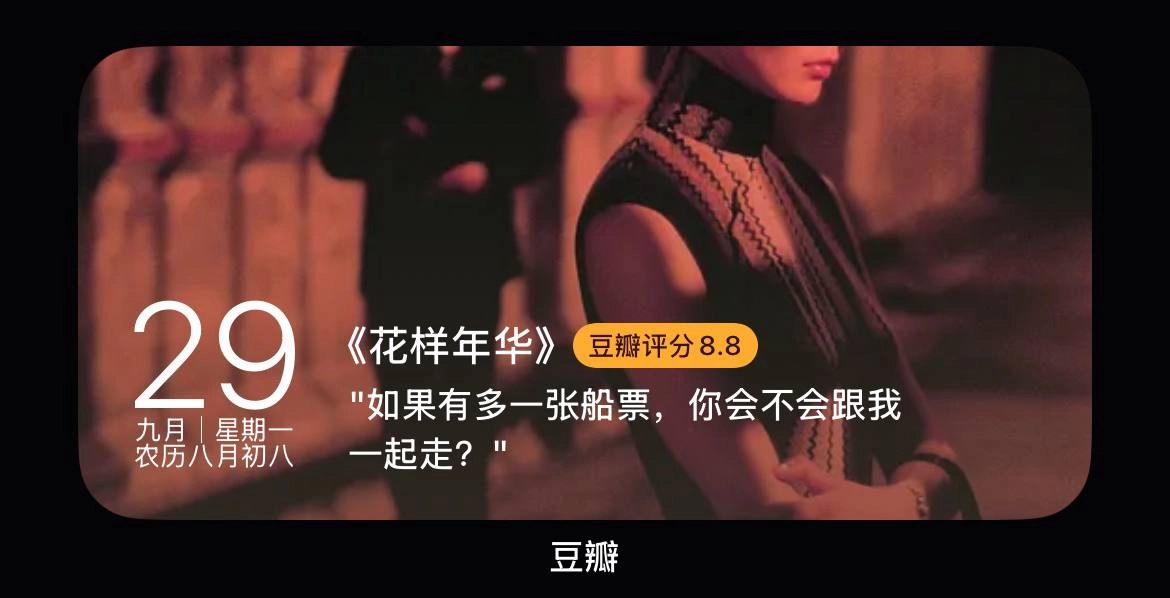 29
九月｜星期一
农历八月初八
《花样年华》 豆瓣评分 8.8
"如果有多一张船票，你会不会跟我
一起走？"
豆瓣